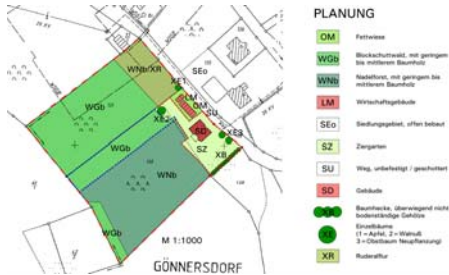 PLANUNG
OM Fettwiese
WGb Blockschuttwald, mit geringem
bis mittlerem Baumholz
WNb Nadelforst, mit geringem bis
mittlerem Baumholz
LM Wirtschaftsgebäude
SEo Siedlungsgebiet, offen bebaut
SZ Ziergarten
SU Weg, unbefestigt / geschottert
SD Gebäude
Baumhecke, überwiegend nicht
bodenständige Gehölze
XE Einzelbäume
(1 = Apfel, 2 = Walnuß
3 = Obstbaum Neupflanzung)
XR Ruderalflur
WNb/XR
XE1
SEo
LM
OM
WGb
SU
XE2
SD
XE3
WGb
SZ
XB
WNb
WGb
M 1:1000
GÖNNERSDORF